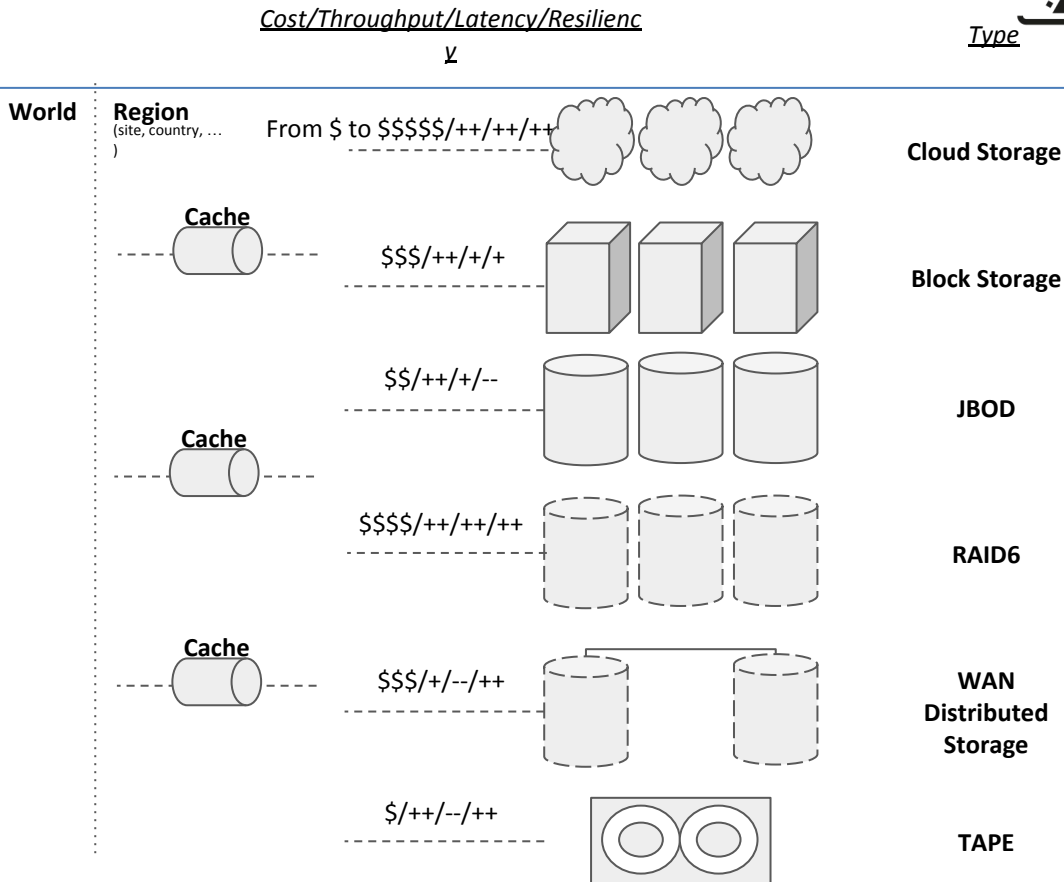 Cost/Throughput/Latency/Resilienc
y
Type
World
Region
(site, country, …
)
From $ to $$$$$/++/++/++
Cloud Storage
Cache
$$$/++/+/+
Block Storage
$$/++/+/--
JBOD
Cache
$$$$/++/++/++
RAID6
Cache
$$$/+/--/++
WAN
Distributed
Storage
$/++/--/++
TAPE